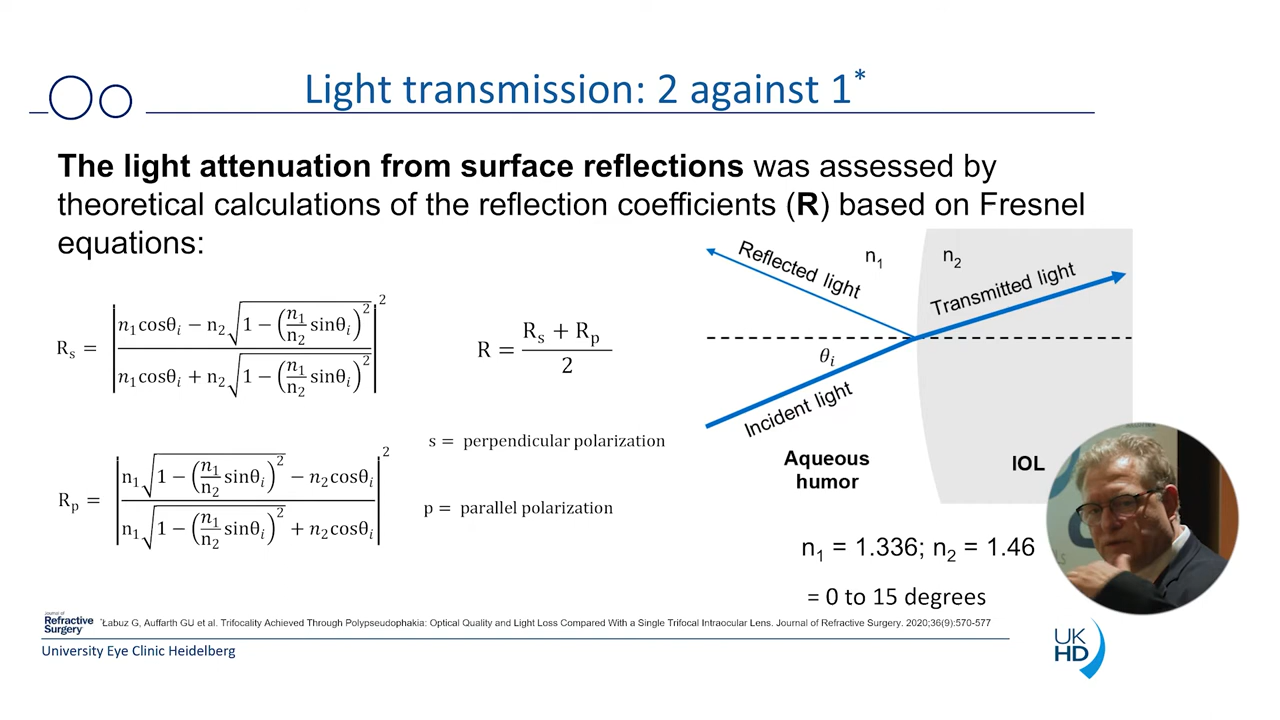 Light transmission: 2 against 1*
The light attenuation from surface reflections was assessed by
theoretical calculations of the reflection coefficients (R) based on Fresnel
equations:
R_s = |(n₁cosθᵢ − n₂√(1 − (n₁/n₂ sinθᵢ)²)) / (n₁cosθᵢ + n₂√(1 − (n₁/n₂ sinθᵢ)²))|²
R = (R_s + R_p) / 2
s = perpendicular polarization
R_p = |(n₁√(1 − (n₁/n₂ sinθᵢ)²) − n₂cosθᵢ) / (n₁√(1 − (n₁/n₂ sinθᵢ)²) + n₂cosθᵢ)|²
p = parallel polarization
Reflected light
n₁
n₂
Transmitted light
θᵢ
Incident light
Aqueous
humor
IOL
n₁ = 1.336; n₂ = 1.46
= 0 to 15 degrees
Journal of
Refractive
Surgery
*Łabuz G, Auffarth GU et al. Trifocality Achieved Through Polypseudophakia: Optical Quality and Light Loss Compared With a Single Trifocal Intraocular Lens. Journal of Refractive Surgery. 2020;36(9):570-577
University Eye Clinic Heidelberg
UK
HD